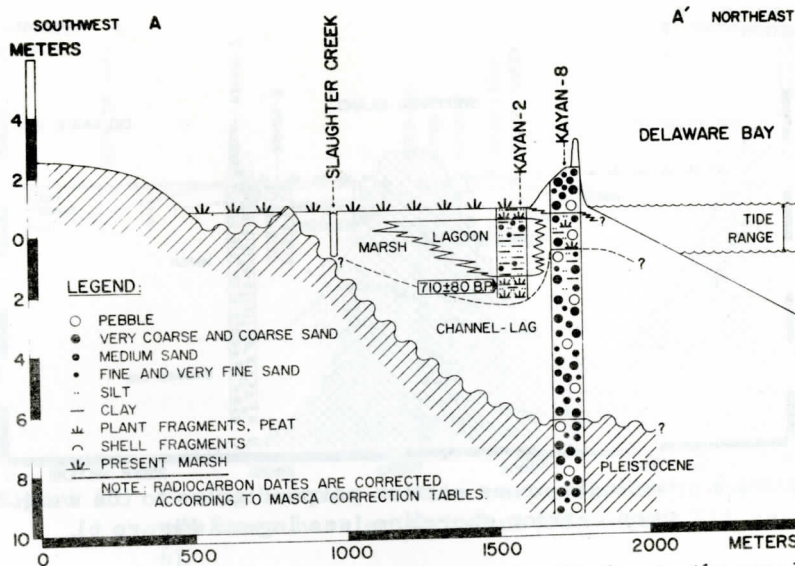 SOUTHWEST A
A' NORTHEAST
METERS
SLAUGHTER CREEK
KAYAN-2
KAYAN-8
DELAWARE BAY
4
2
0
2
4
6
8
10
TIDE
RANGE
MARSH
LAGOON
?
?
?
?
710±80 B.P.
CHANNEL-LAG
PLEISTOCENE
LEGEND:
PEBBLE
VERY COARSE AND COARSE SAND
MEDIUM SAND
FINE AND VERY FINE SAND
SILT
CLAY
PLANT FRAGMENTS, PEAT
SHELL FRAGMENTS
PRESENT MARSH
NOTE: RADIOCARBON DATES ARE CORRECTED
ACCORDING TO MASCA CORRECTION TABLES.
0 500 1000 1500 2000 METERS